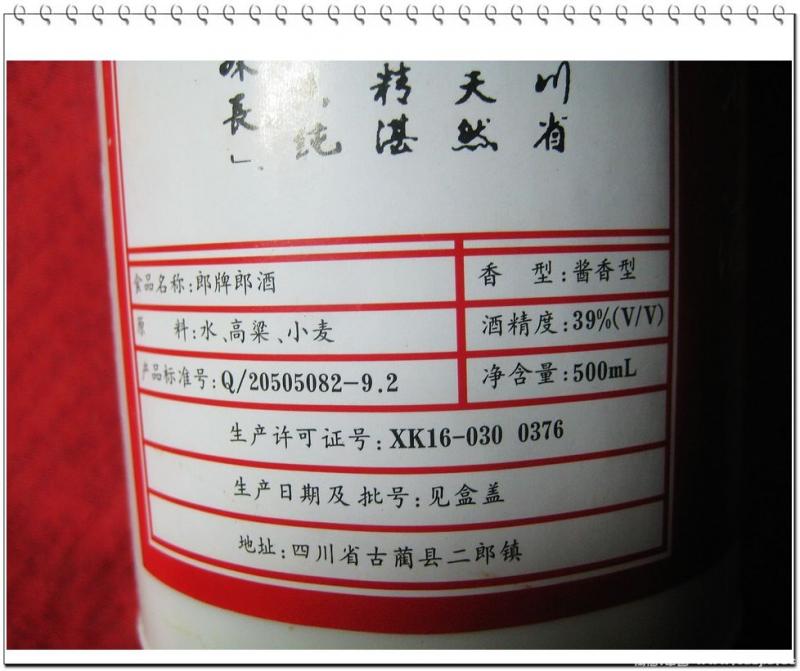 川省
天然
精湛
纯
味長」
食品名称:郎牌郎酒
香 型:酱香型
原 料:水、高粱、小麦
酒精度:39%(V/V)
产品标准号:Q/20505082-9.2
净含量:500mL
生产许可证号:XK16-030 0376
生产日期及批号:见盒盖
地址:四川省古蔺县二郎镇